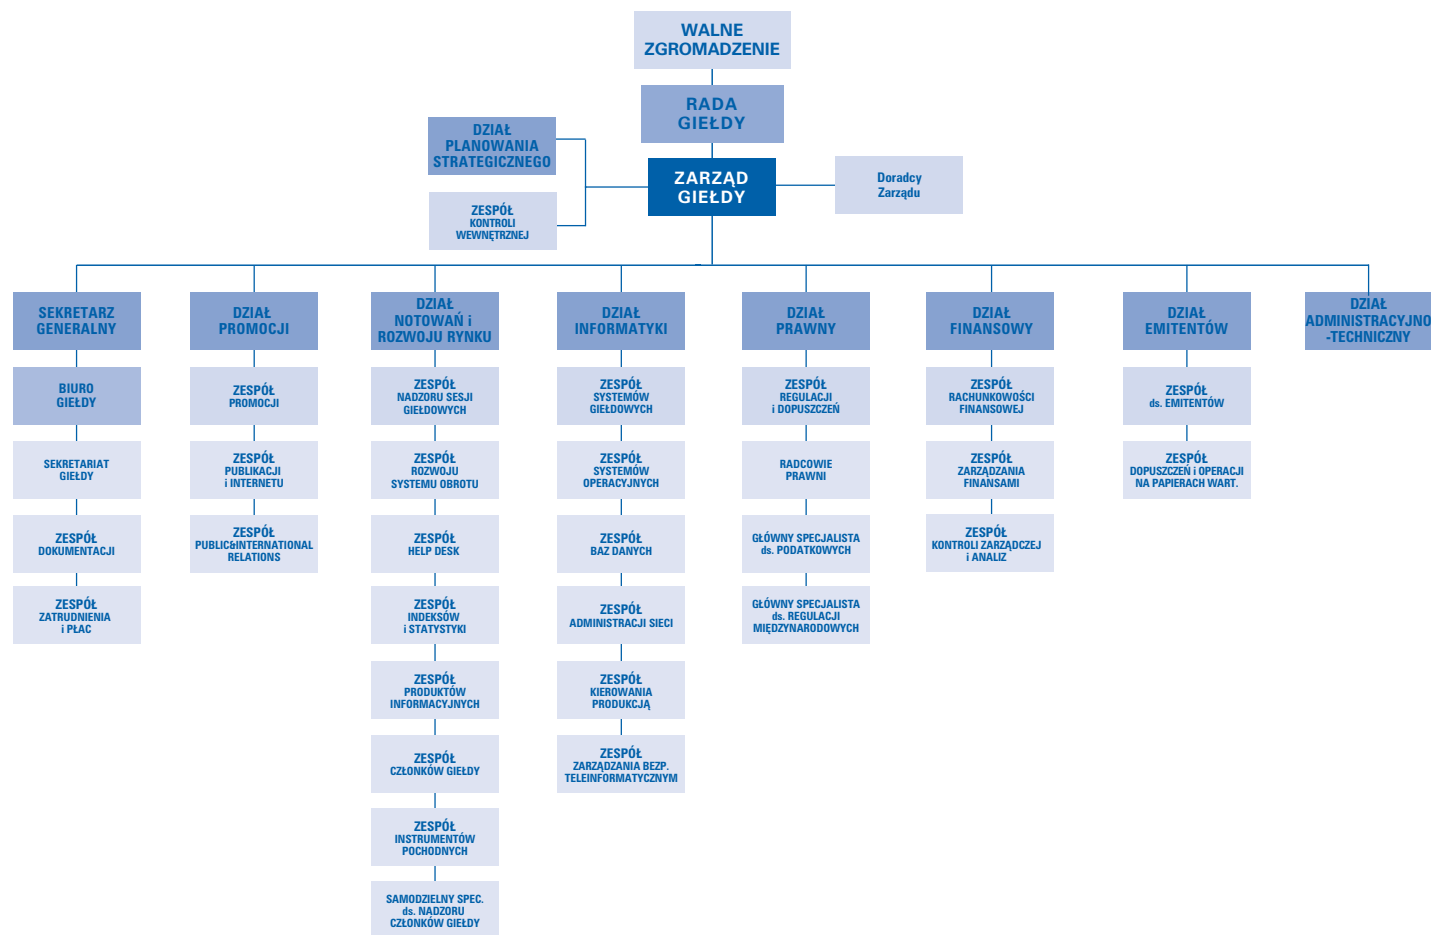 WALNE
ZGROMADZENIE
RADA
GIEŁDY
DZIAŁ
PLANOWANIA
STRATEGICZNEGO
ZARZĄD
GIEŁDY
Doradcy
Zarządu
ZESPÓŁ
KONTROLI
WEWNĘTRZNEJ
SEKRETARZ
GENERALNY
BIURO
GIEŁDY
SEKRETARIAT
GIEŁDY
ZESPÓŁ
DOKUMENTACJI
ZESPÓŁ
ZATRUDNIENIA
i PŁAC
DZIAŁ
PROMOCJI
ZESPÓŁ
PROMOCJI
ZESPÓŁ
PUBLIKACJI
i INTERNETU
ZESPÓŁ
PUBLIC&INTERNATIONAL
RELATIONS
DZIAŁ
NOTOWAŃ i
ROZWOJU RYNKU
ZESPÓŁ
NADZORU SESJI
GIEŁDOWYCH
ZESPÓŁ
ROZWOJU
SYSTEMU OBROTU
ZESPÓŁ
HELP DESK
ZESPÓŁ
INDEKSÓW
i STATYSTYKI
ZESPÓŁ
PRODUKTÓW
INFORMACYJNYCH
ZESPÓŁ
CZŁONKÓW GIEŁDY
ZESPÓŁ
INSTRUMENTÓW
POCHODNYCH
SAMODZIELNY SPEC.
ds. NADZORU
CZŁONKÓW GIEŁDY
DZIAŁ
INFORMATYKI
ZESPÓŁ
SYSTEMÓW
GIEŁDOWYCH
ZESPÓŁ
SYSTEMÓW
OPERACYJNYCH
ZESPÓŁ
BAZ DANYCH
ZESPÓŁ
ADMINISTRACJI SIECI
ZESPÓŁ
KIEROWANIA
PRODUKCJĄ
ZESPÓŁ
ZARZĄDZANIA BEZP.
TELEINFORMATYCZNYM
DZIAŁ
PRAWNY
ZESPÓŁ
REGULACJI
i DOPUSZCZEŃ
RADCOWIE
PRAWNI
GŁÓWNY SPECJALISTA
ds. PODATKOWYCH
GŁÓWNY SPECJALISTA
ds. REGULACJI
MIĘDZYNARODOWYCH
DZIAŁ
FINANSOWY
ZESPÓŁ
RACHUNKOWOŚCI
FINANSOWEJ
ZESPÓŁ
ZARZĄDZANIA
FINANSAMI
ZESPÓŁ
KONTROLI ZARZĄDCZEJ
i ANALIZ
DZIAŁ
EMITENTÓW
ZESPÓŁ
ds. EMITENTÓW
ZESPÓŁ
DOPUSZCZEŃ i OPERACJI
NA PAPIERACH WART.
DZIAŁ
ADMINISTRACYJNO
-TECHNICZNY